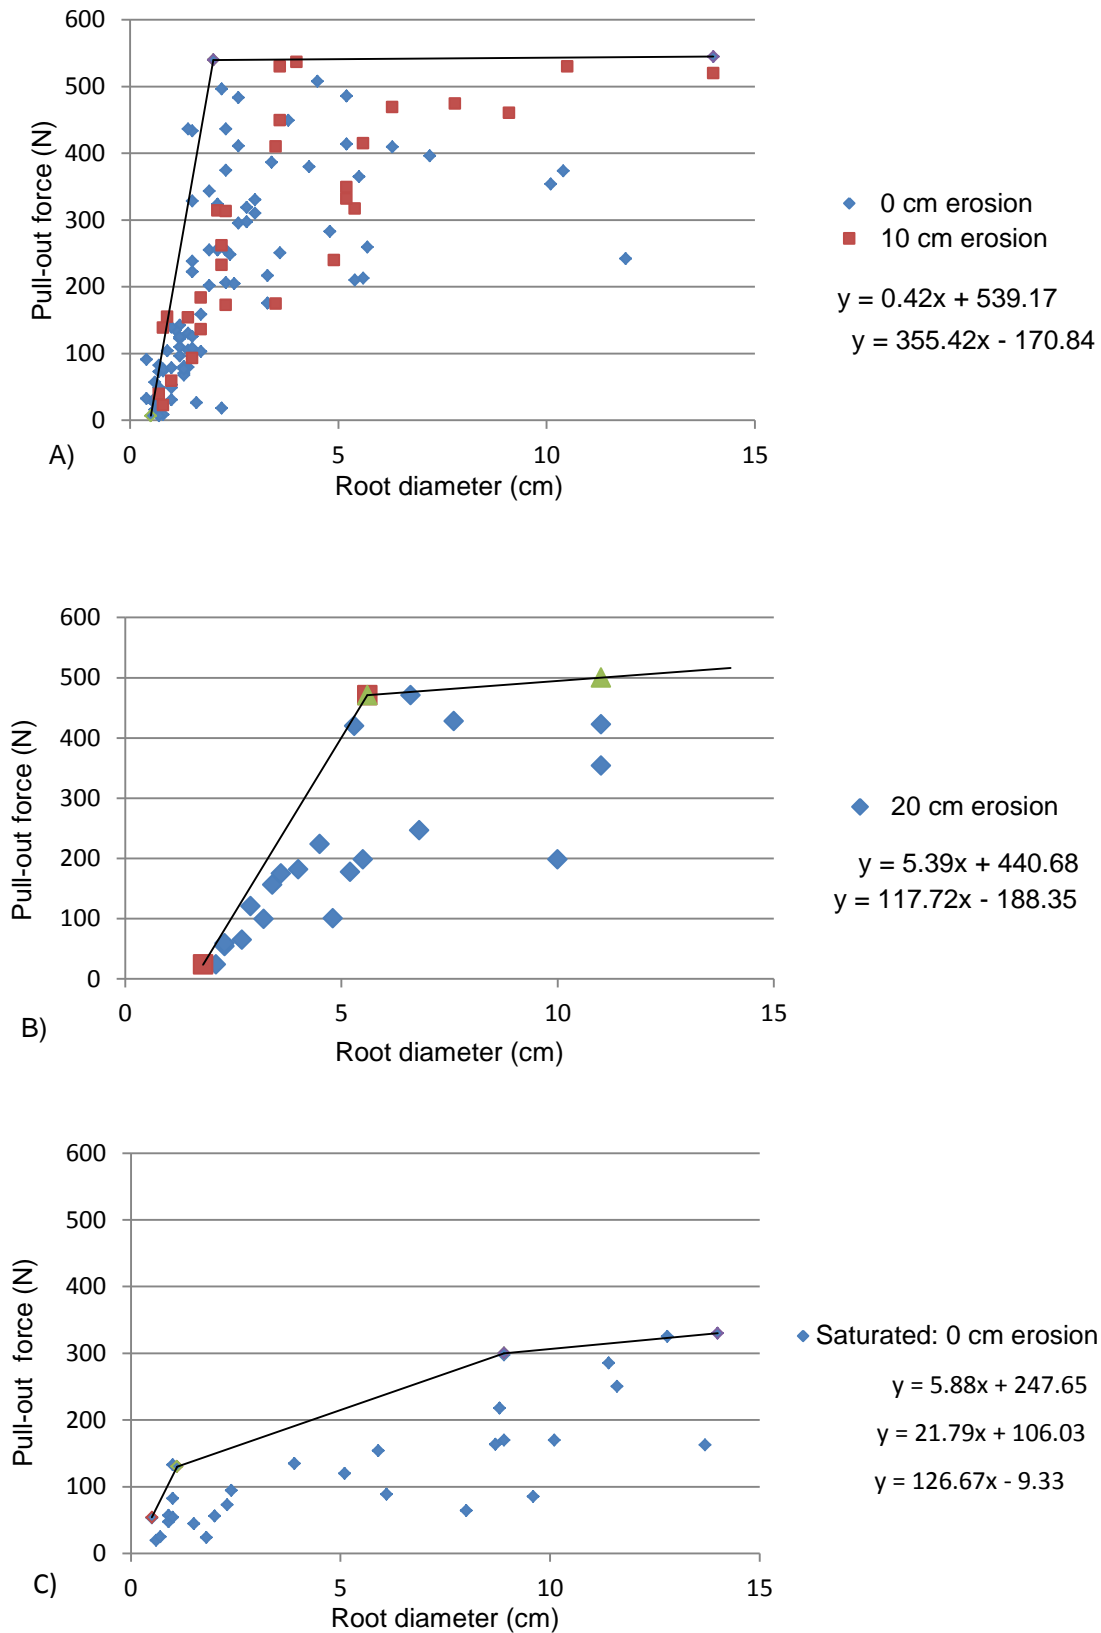 600
500
400
300
200
100
0
Pull-out force (N)
0 5 10 15
A)
Root diameter (cm)
0 cm erosion
10 cm erosion
y = 0.42x + 539.17
y = 355.42x - 170.84
600
500
400
300
200
100
0
Pull-out force (N)
0 5 10 15
B)
Root diameter (cm)
20 cm erosion
y = 5.39x + 440.68
y = 117.72x - 188.35
600
500
400
300
200
100
0
Pull-out force (N)
0 5 10 15
C)
Root diameter (cm)
Saturated: 0 cm erosion
y = 5.88x + 247.65
y = 21.79x + 106.03
y = 126.67x - 9.33